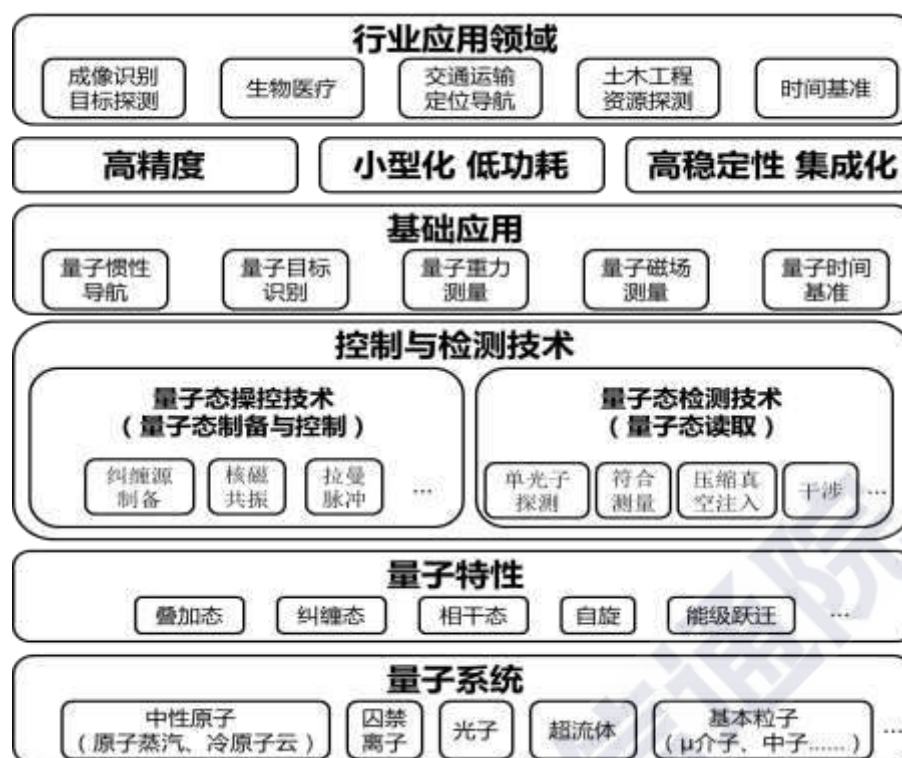 行业应用领域
成像识别 生物医疗 交通运输 土木工程 时间基准
目标探测 定位导航 资源探测
高精度 小型化 低功耗 高稳定性 集成化
基础应用
量子惯性 量子目标 量子重力 量子磁场 量子时间
导航 识别 测量 测量 基准
控制与检测技术
量子态操控技术
（量子态制备与控制）
纠缠源 核磁 拉曼 ...
制备 共振 脉冲
量子态检测技术
（量子态读取）
单光子 符合 压缩真 干涉 ...
探测 测量 空注入
量子特性
叠加态 纠缠态 相干态 自旋 能级跃迁 ...
量子系统
中性原子 囚禁 光子 超流体 基本粒子 ...
（原子蒸汽、冷原子云） 离子 （μ介子、中子......）
信通院